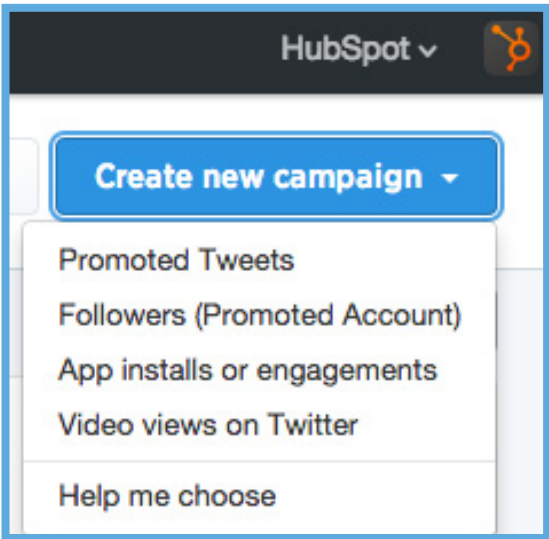 HubSpot
Create new campaign
Promoted Tweets
Followers (Promoted Account)
App installs or engagements
Video views on Twitter
Help me choose